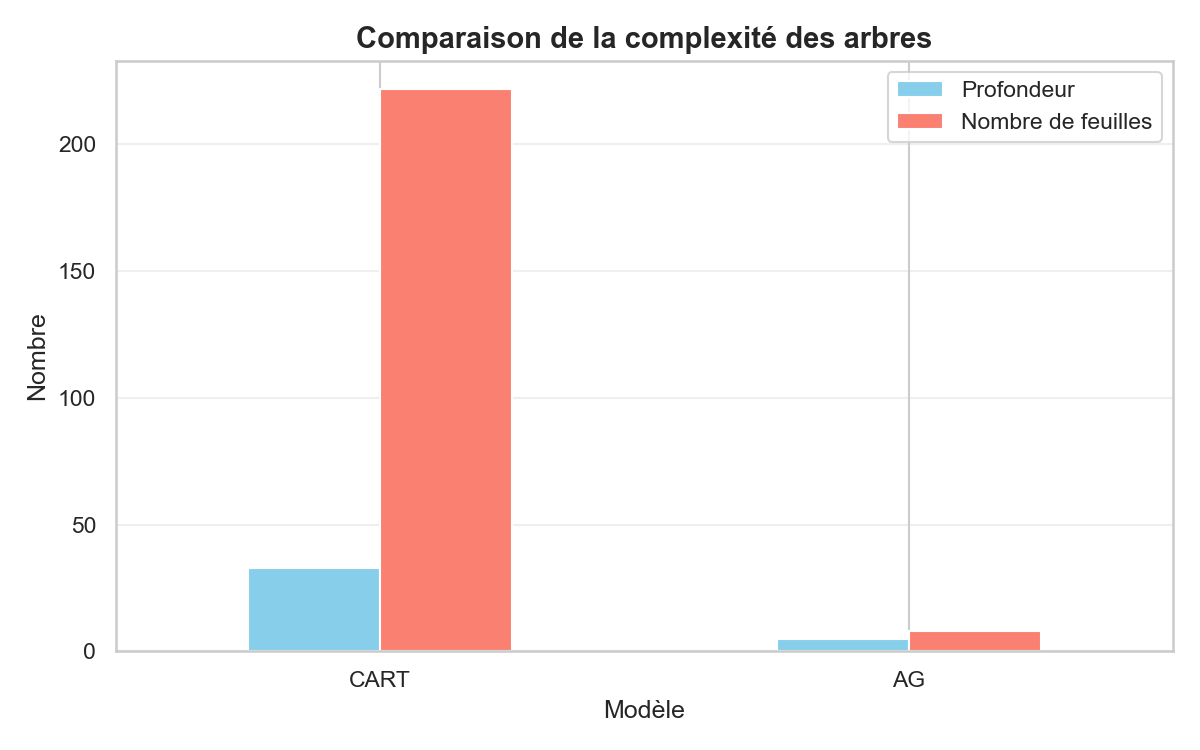 Comparaison de la complexité des arbres
Profondeur
Nombre de feuilles
Nombre
200
150
100
50
0
CART
AG
Modèle